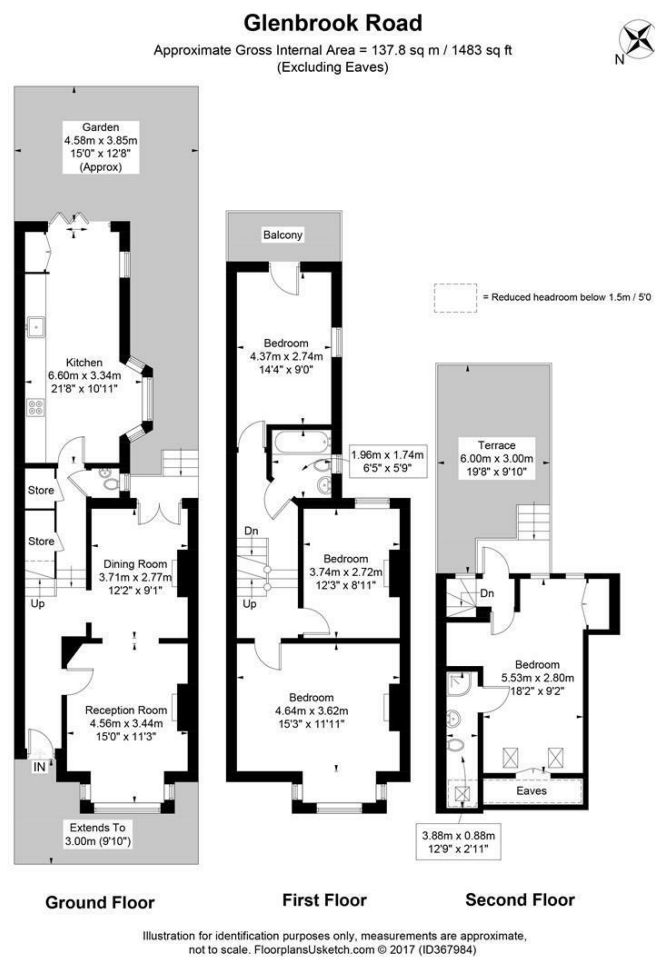 Glenbrook Road
Approximate Gross Internal Area = 137.8 sq m / 1483 sq ft
(Excluding Eaves)
N
Garden
4.58m x 3.85m
15'0" x 12'8"
(Approx)
Kitchen
6.60m x 3.34m
21'8" x 10'11"
Store
Store
Up
Dining Room
3.71m x 2.77m
12'2" x 9'1"
Reception Room
4.56m x 3.44m
15'0" x 11'3"
IN
Extends To
3.00m (9'10")
Ground Floor
Balcony
Bedroom
4.37m x 2.74m
14'4" x 9'0"
1.96m x 1.74m
6'5" x 5'9"
Dn
Up
Bedroom
3.74m x 2.72m
12'3" x 8'11"
Bedroom
4.64m x 3.62m
15'3" x 11'11"
First Floor
= Reduced headroom below 1.5m / 5'0
Terrace
6.00m x 3.00m
19'8" x 9'10"
Dn
Bedroom
5.53m x 2.80m
18'2" x 9'2"
Eaves
3.88m x 0.88m
12'9" x 2'11"
Second Floor
Illustration for identification purposes only, measurements are approximate,
not to scale. FloorplansUsketch.com © 2017 (ID367984)